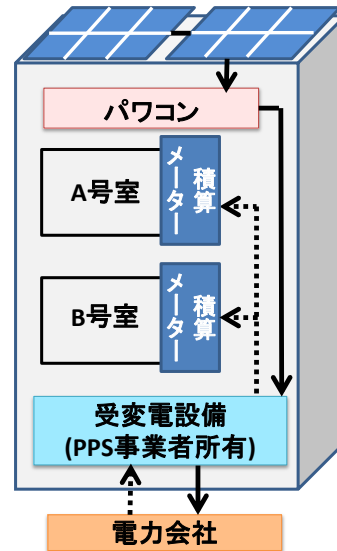 パワコン
A号室
積算
メーター
B号室
積算
メーター
受変電設備
(PPS事業者所有)
電力会社